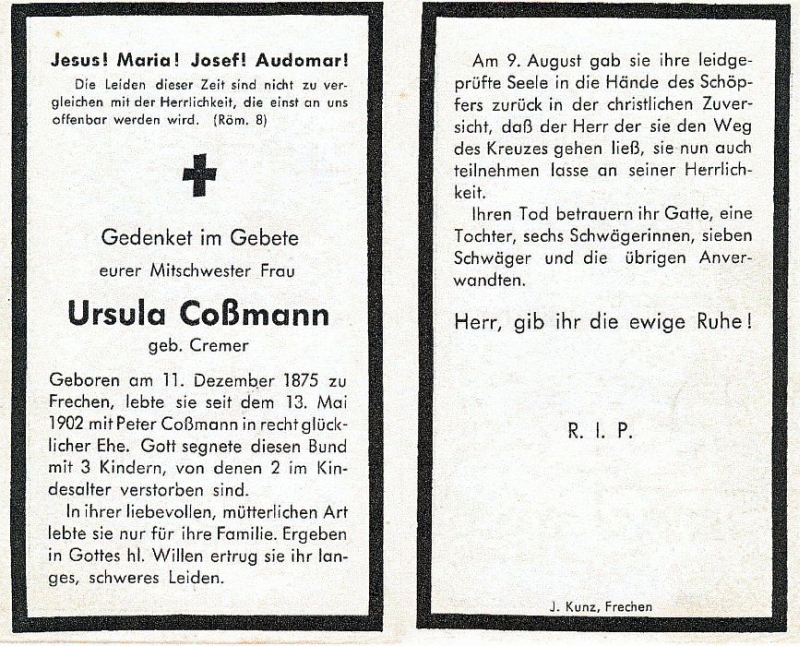 Jesus! Maria! Josef! Audomar!
Die Leiden dieser Zeit sind nicht zu ver-
gleichen mit der Herrlichkeit, die einst an uns
offenbar werden wird. (Röm. 8)
Gedenket im Gebete
eurer Mitschwester Frau
Ursula Coßmann
geb. Cremer
Geboren am 11. Dezember 1875 zu
Frechen, lebte sie seit dem 13. Mai
1902 mit Peter Coßmann in recht glück-
licher Ehe. Gott segnete diesen Bund
mit 3 Kindern, von denen 2 im Kin-
desalter verstorben sind.
In ihrer liebevollen, mütterlichen Art
lebte sie nur für ihre Familie. Ergeben
in Gottes hl. Willen ertrug sie ihr lan-
ges, schweres Leiden.
Am 9. August gab sie ihre leidge-
prüfte Seele in die Hände des Schöp-
fers zurück in der christlichen Zuver-
sicht, daß der Herr der sie den Weg
des Kreuzes gehen ließ, sie nun auch
teilnehmen lasse an seiner Herrlich-
keit.
Ihren Tod betrauern ihr Gatte, eine
Tochter, sechs Schwägerinnen, sieben
Schwäger und die übrigen Anver-
wandten.
Herr, gib ihr die ewige Ruhe!
R. I. P.
J. Kunz, Frechen